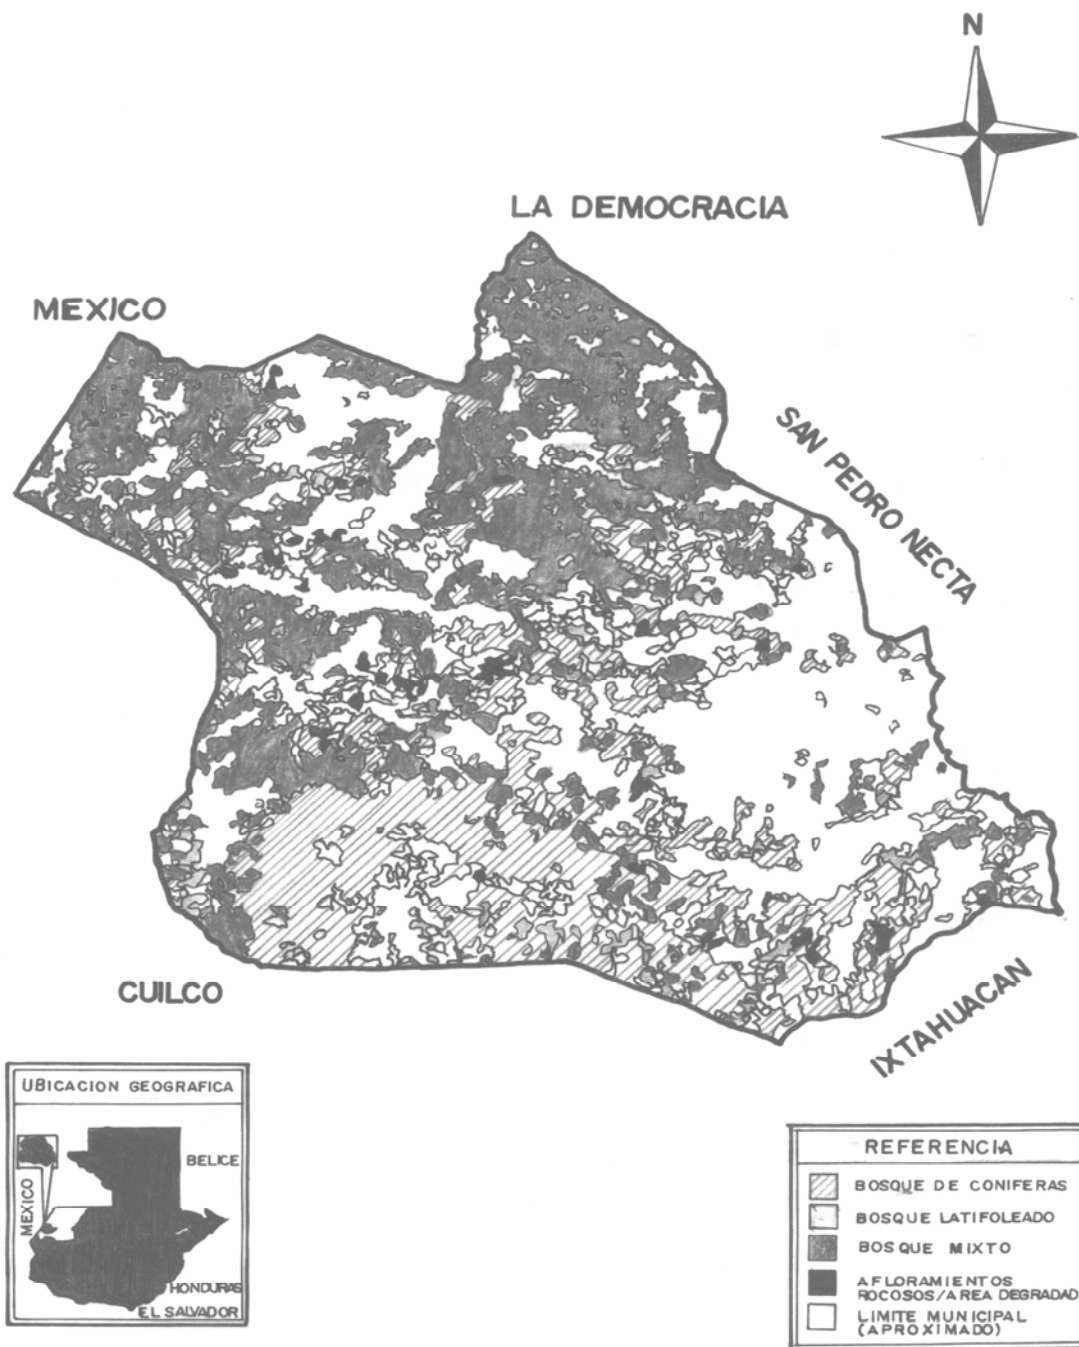 N
LA DEMOCRACIA
MEXICO
SAN PEDRO NECTA
CUILCO
IXTAHUACAN
UBICACION GEOGRAFICA
BELICE
MEXICO
HONDURAS
EL SALVADOR
REFERENCIA
BOSQUE DE CONIFERAS
BOSQUE LATIFOLEADO
BOSQUE MIXTO
AFLORAMIENTOS
ROCOSOS/AREA DEGRADAD
LIMITE MUNICIPAL
(APROXIMADO)